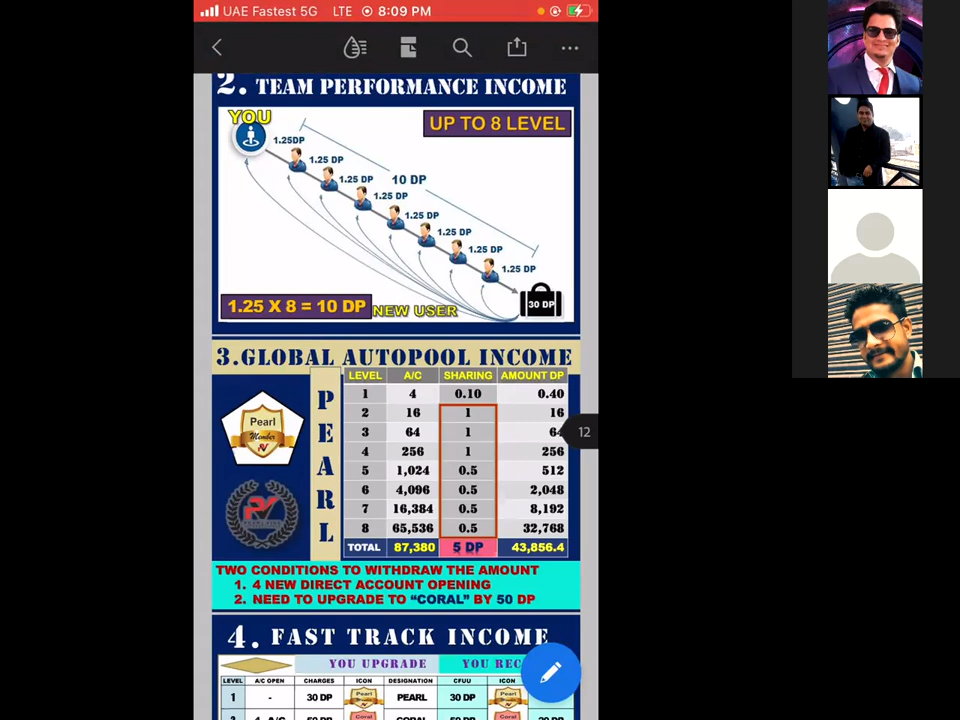 UAE Fastest 5G LTE 8:09 PM
2. TEAM PERFORMANCE INCOME
YOU
UP TO 8 LEVEL
1.25DP
1.25 DP
1.25 DP
10 DP
1.25 DP
1.25 DP
1.25 DP
1.25 DP
1.25 DP
30 DP
1.25 X 8 = 10 DP
NEW USER
3.GLOBAL AUTOPOOL INCOME
PEARL
Pearl
Member
LEVEL A/C SHARING AMOUNT DP
1 4 0.10 0.40
2 16 1 16
3 64 1 64
12
4 256 1 256
5 1,024 0.5 512
6 4,096 0.5 2,048
7 16,384 0.5 8,192
8 65,536 0.5 32,768
TOTAL 87,380 5 DP 43,856.4
TWO CONDITIONS TO WITHDRAW THE AMOUNT
1. 4 NEW DIRECT ACCOUNT OPENING
2. NEED TO UPGRADE TO “CORAL” BY 50 DP
4. FAST TRACK INCOME
YOU UPGRADE YOU REC
LEVEL A/C OPEN CHARGES ICON DESIGNATION CFUU ICON
1 - 30 DP Pearl PEARL 30 DP Pearl